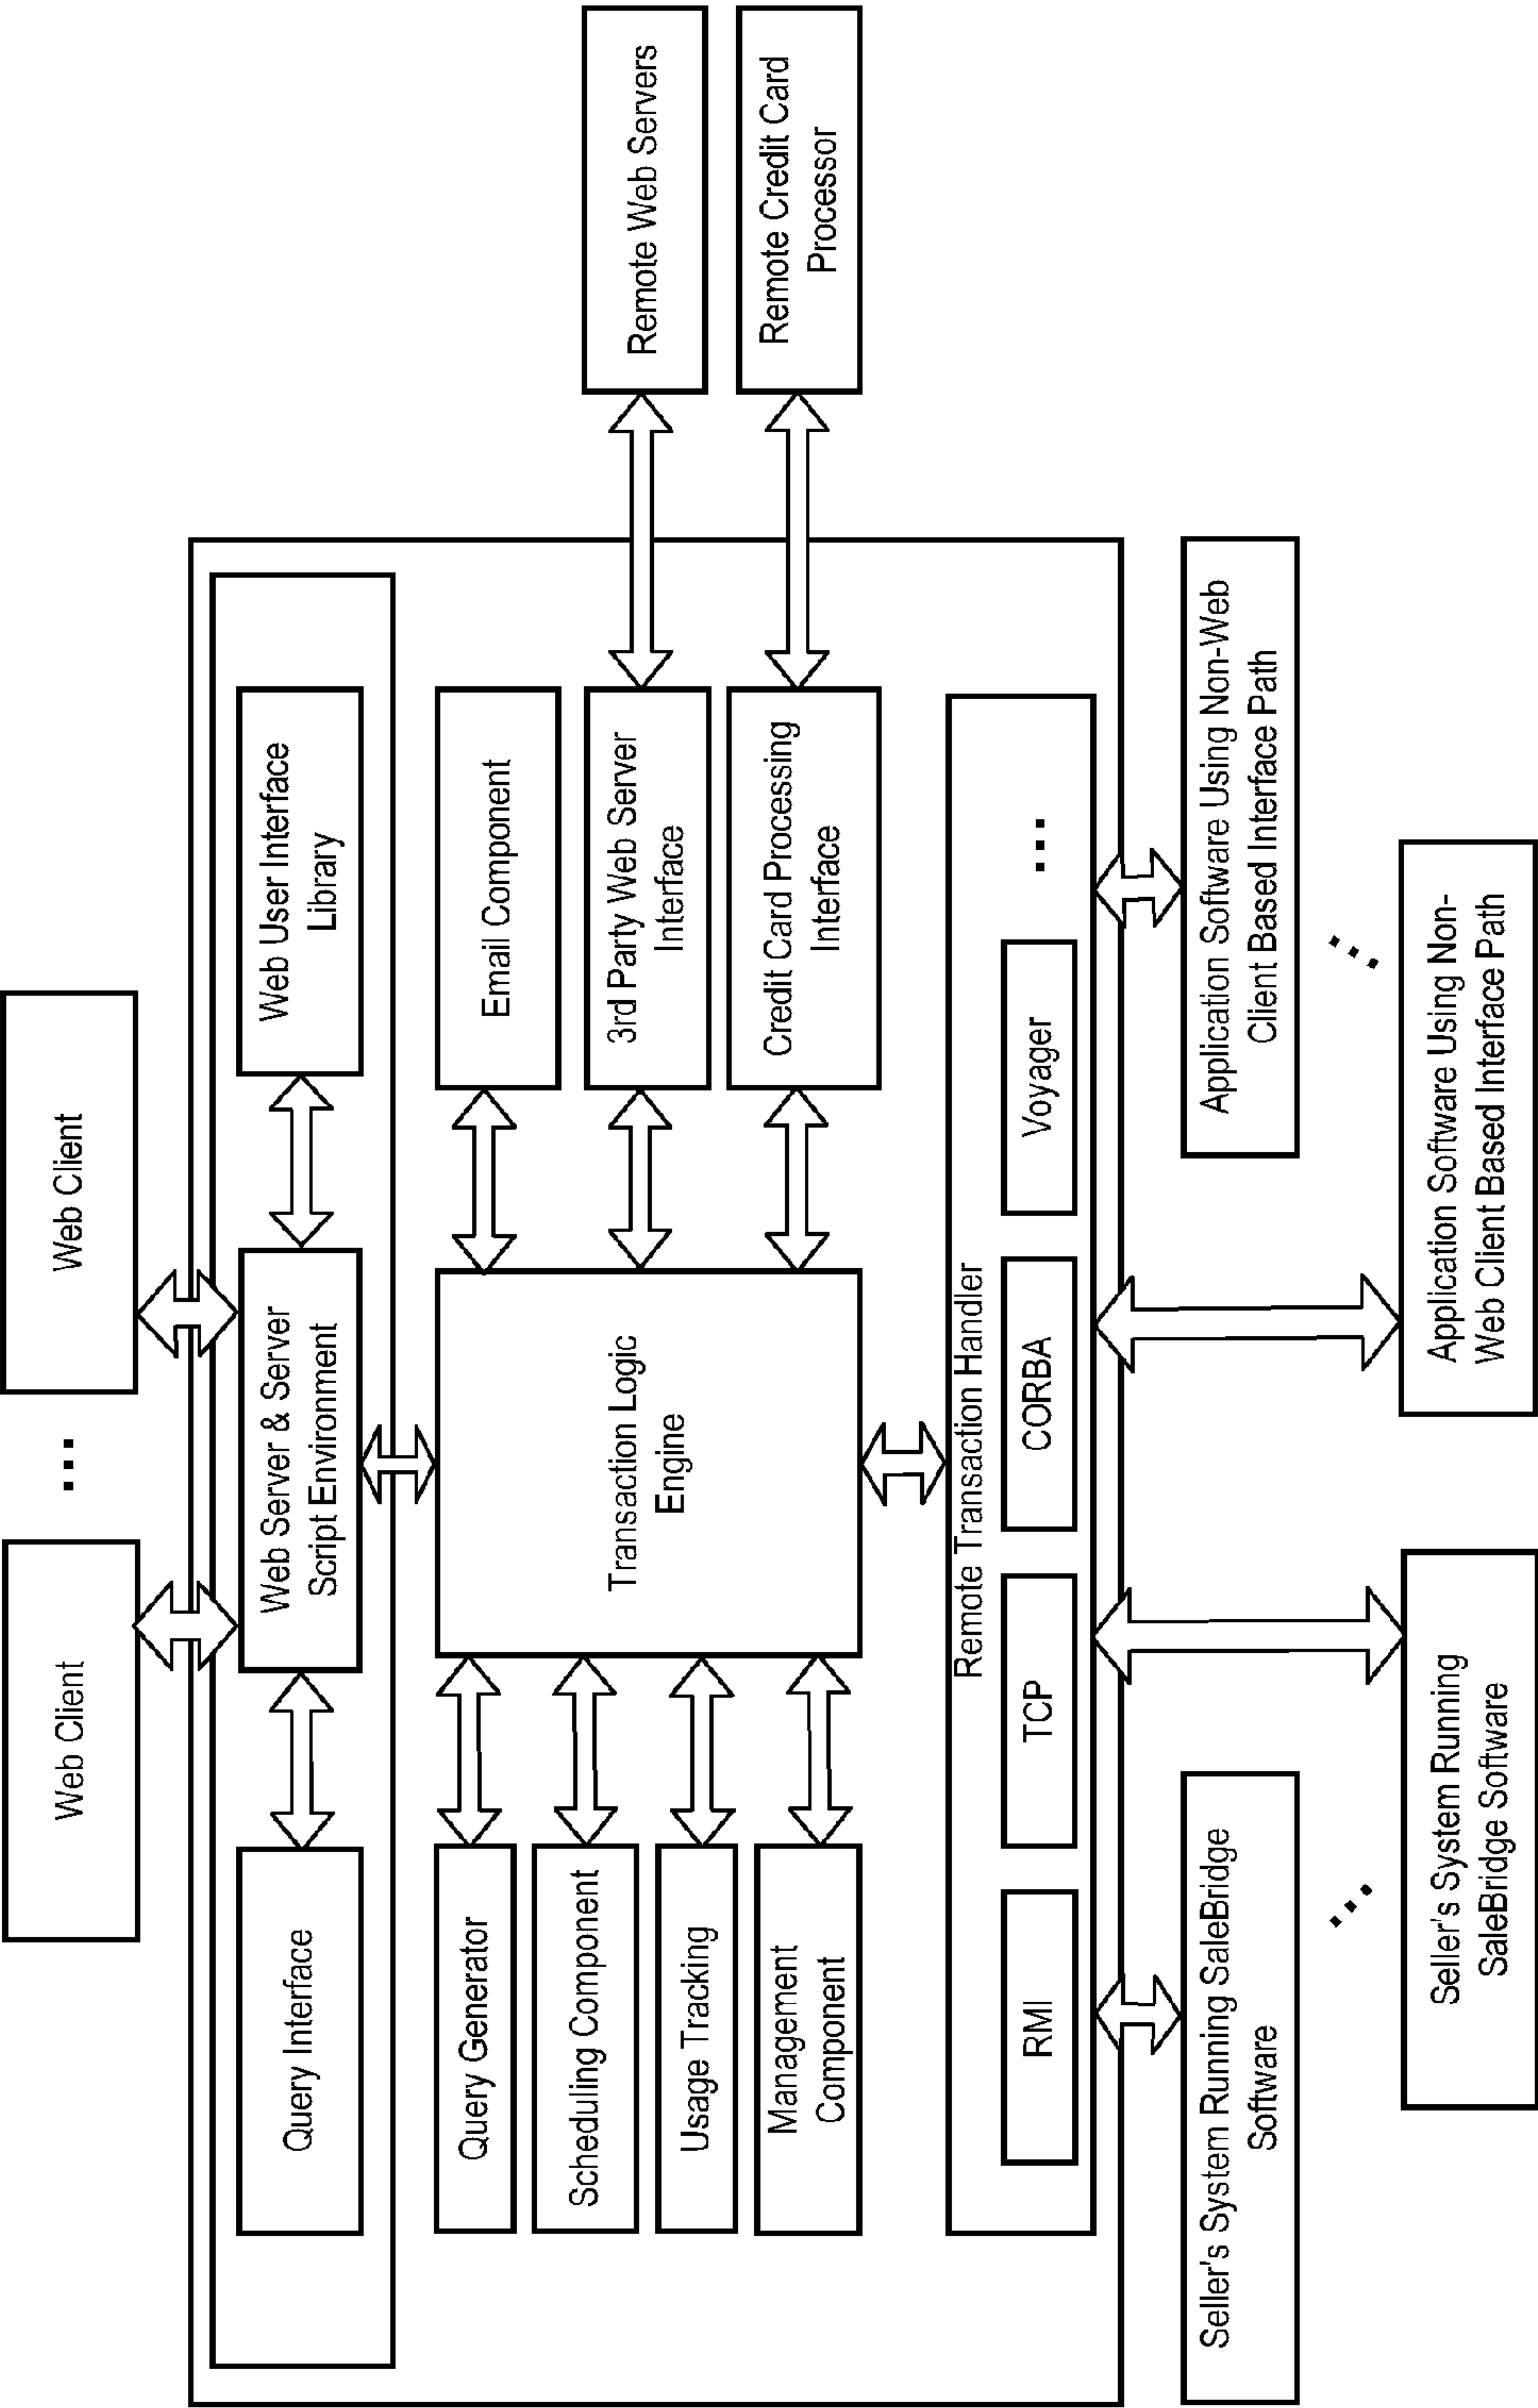 Web Client
...
Web Client
Query Interface
Web Server & Server
Script Environment
Web User Interface
Library
Query Generator
Scheduling Component
Usage Tracking
Management
Component
Transaction Logic
Engine
Email Component
3rd Party Web Server
Interface
Credit Card Processing
Interface
Remote Web Servers
Remote Credit Card
Processor
Remote Transaction Handler
RMI
TCP
CORBA
Voyager
...
Seller's System Running SaleBridge
Software
Application Software Using Non-Web
Client Based Interface Path
...
...
Seller's System Running
SaleBridge Software
Application Software Using Non-
Web Client Based Interface Path